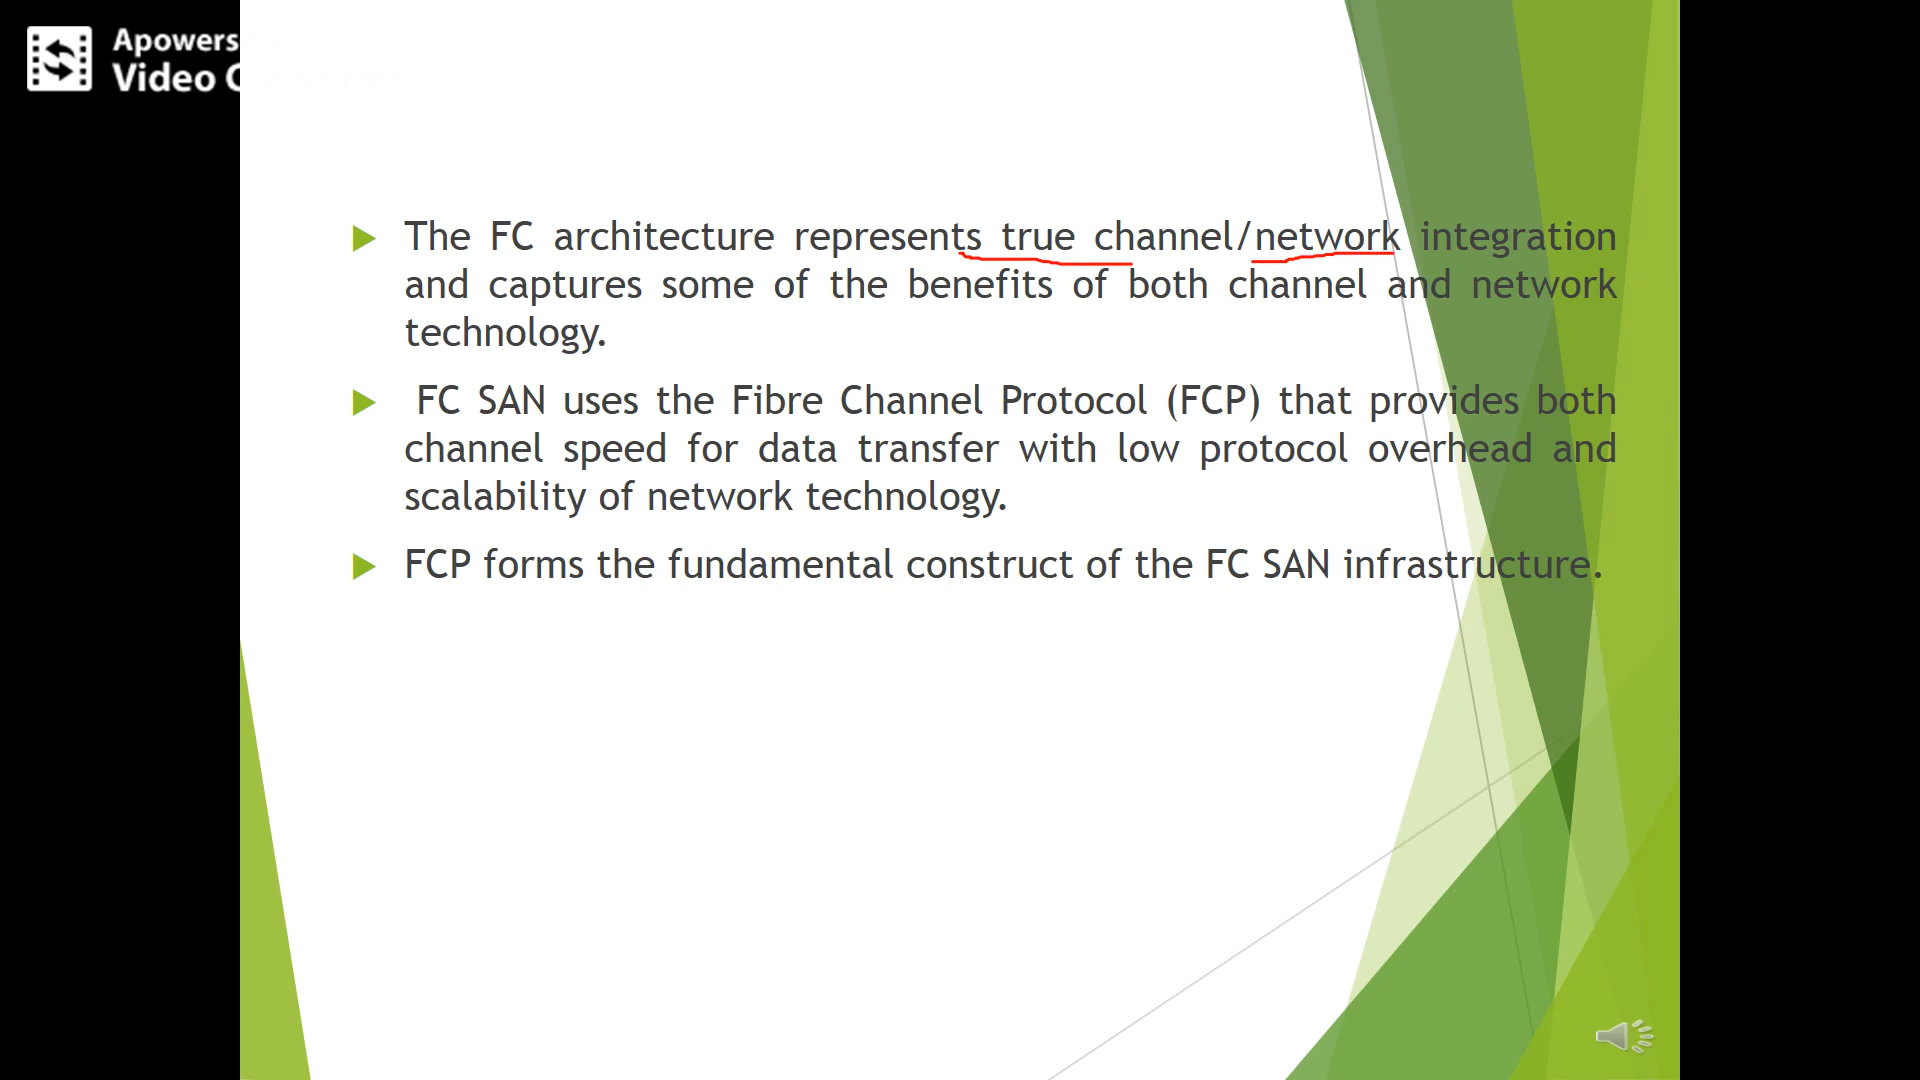 Apowers
Video C
The FC architecture represents true channel/network integration
and captures some of the benefits of both channel and network
technology.
FC SAN uses the Fibre Channel Protocol (FCP) that provides both
channel speed for data transfer with low protocol overhead and
scalability of network technology.
FCP forms the fundamental construct of the FC SAN infrastructure.